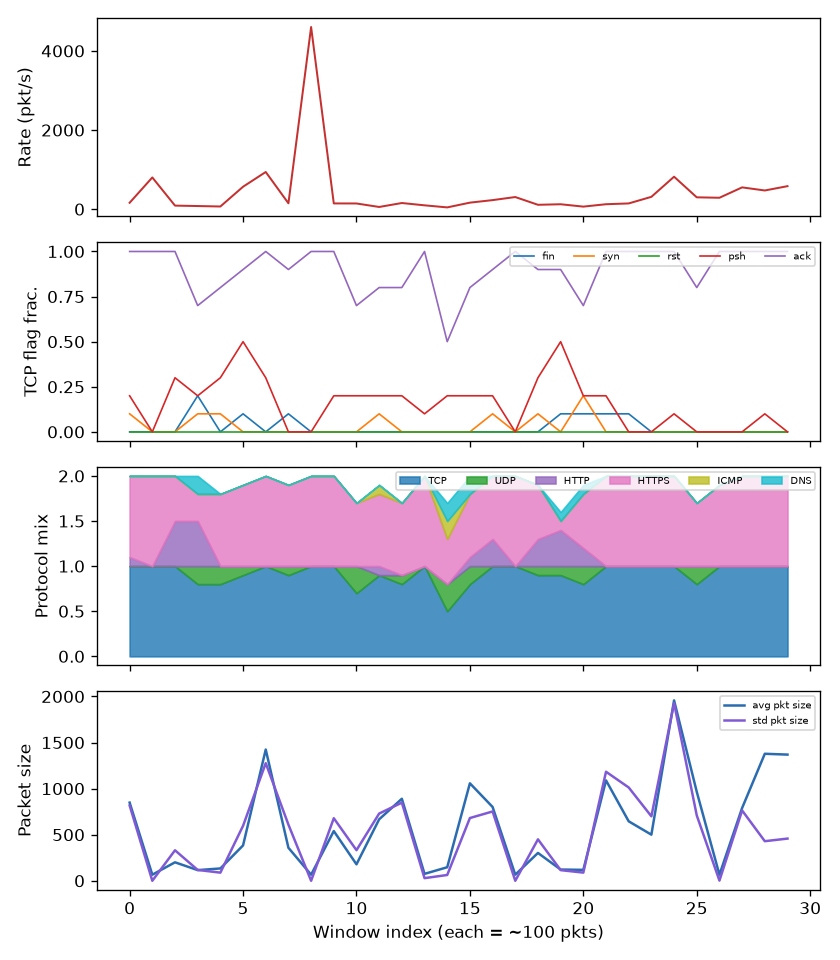 4000
2000
0
Rate (pkt/s)
1.00
0.75
0.50
0.25
0.00
TCP flag frac.
fin syn rst psh ack
2.0
1.5
1.0
0.5
0.0
Protocol mix
TCP UDP HTTP HTTPS ICMP DNS
2000
1500
1000
500
0
Packet size
avg pkt size
std pkt size
0 5 10 15 20 25 30
Window index (each = ~100 pkts)